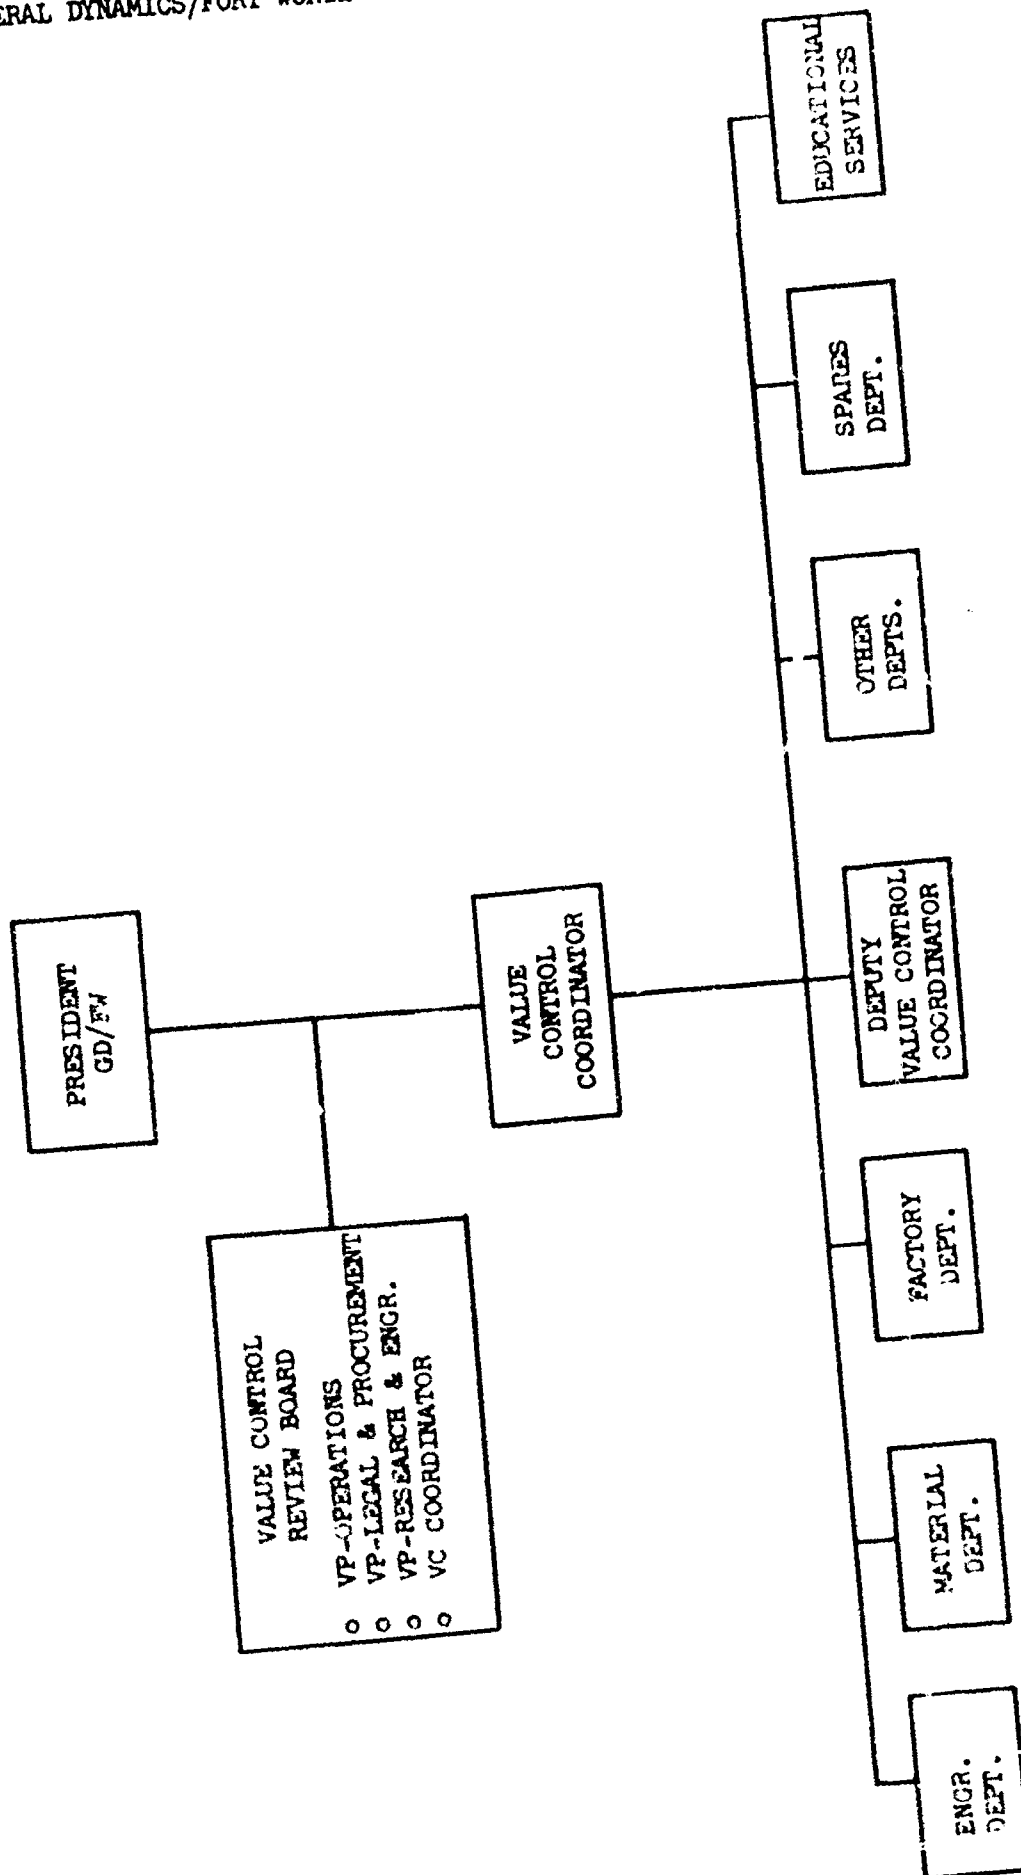 ERAL DYNAMICS/FORT WORTH
PRESIDENT
GD/FW
VALUE CONTROL
REVIEW BOARD
o VP-OPERATIONS
o VP-LEGAL & PROCUREMENT
o VP-RESEARCH & ENGR.
o VC COORDINATOR
VALUE
CONTROL
COORDINATOR
ENGR.
DEPT.
MATERIAL
DEPT.
FACTORY
DEPT.
DEPUTY
VALUE CONTROL
COORDINATOR
OTHER
DEPTS.
SPARES
DEPT.
EDUCATIONAL
SERVICES